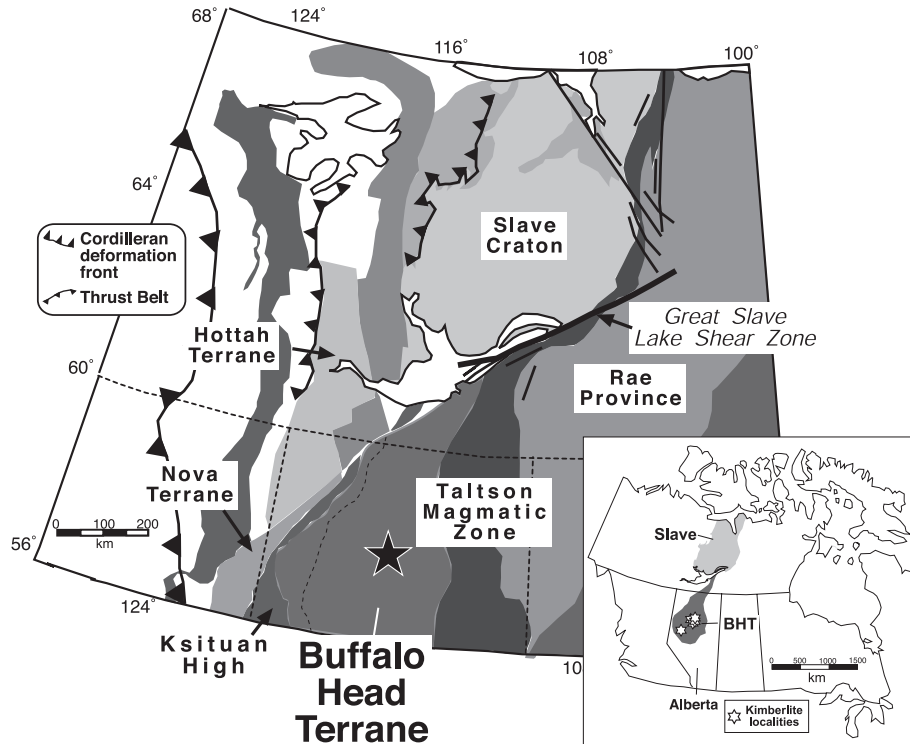 68°
124°
116°
108°
100°
64°
Cordilleran
deformation
front
Thrust Belt
Slave
Craton
Hottah
Terrane
Great Slave
Lake Shear Zone
60°
Rae
Province
Nova
Terrane
Taltson
Magmatic
Zone
0 100 200
km
56°
124°
Ksituan
High
Buffalo
Head
Terrane
10
Slave
BHT
0 500 1000 1500
km
Alberta
Kimberlite
localities